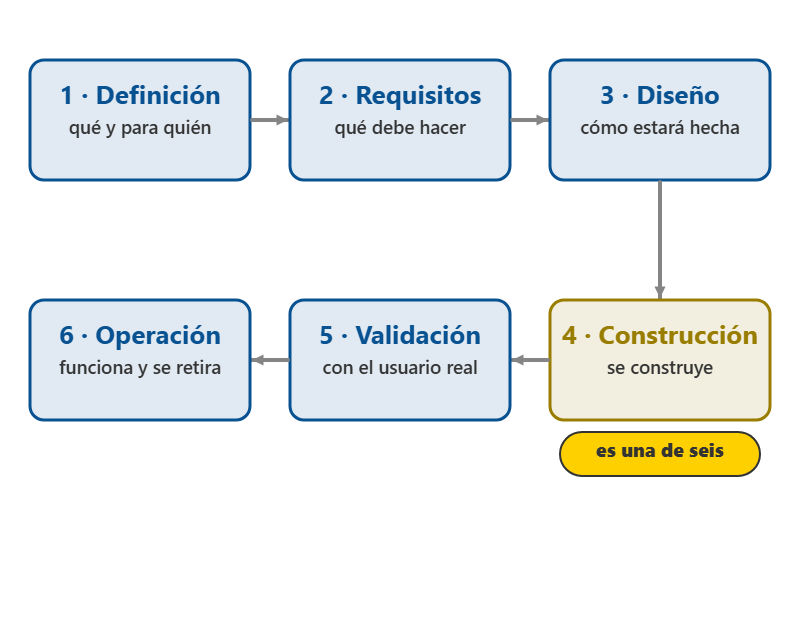 1 · Definición
qué y para quién
2 · Requisitos
qué debe hacer
3 · Diseño
cómo estará hecha
4 · Construcción
se construye
es una de seis
5 · Validación
con el usuario real
6 · Operación
funciona y se retira